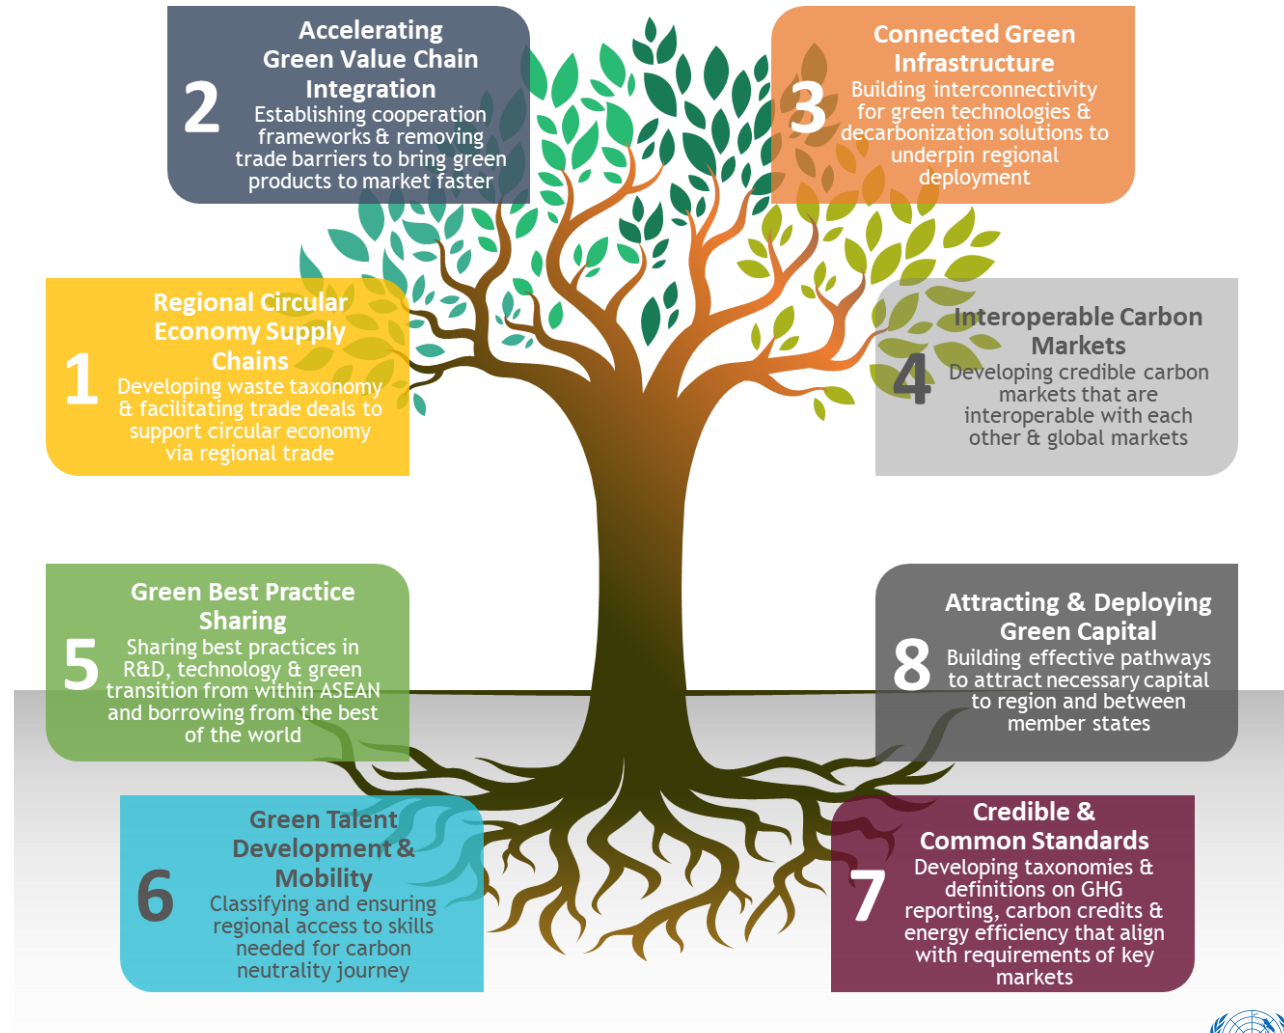 2
Accelerating
Green Value Chain
Integration
Establishing cooperation
frameworks & removing
trade barriers to bring green
products to market faster
3
Connected Green
Infrastructure
Building interconnectivity
for green technologies &
decarbonization solutions to
underpin regional
deployment
1
Regional Circular
Economy Supply
Chains
Developing waste taxonomy
& facilitating trade deals to
support circular economy
via regional trade
4
Interoperable Carbon
Markets
Developing credible carbon
markets that are
interoperable with each
other & global markets
5
Green Best Practice
Sharing
Sharing best practices in
R&D, technology & green
transition from within ASEAN
and borrowing from the best
of the world
8
Attracting & Deploying
Green Capital
Building effective pathways
to attract necessary capital
to region and between
member states
6
Green Talent
Development &
Mobility
Classifying and ensuring
regional access to skills
needed for carbon
neutrality journey
7
Credible &
Common Standards
Developing taxonomies &
definitions on GHG
reporting, carbon credits &
energy efficiency that align
with requirements of key
markets